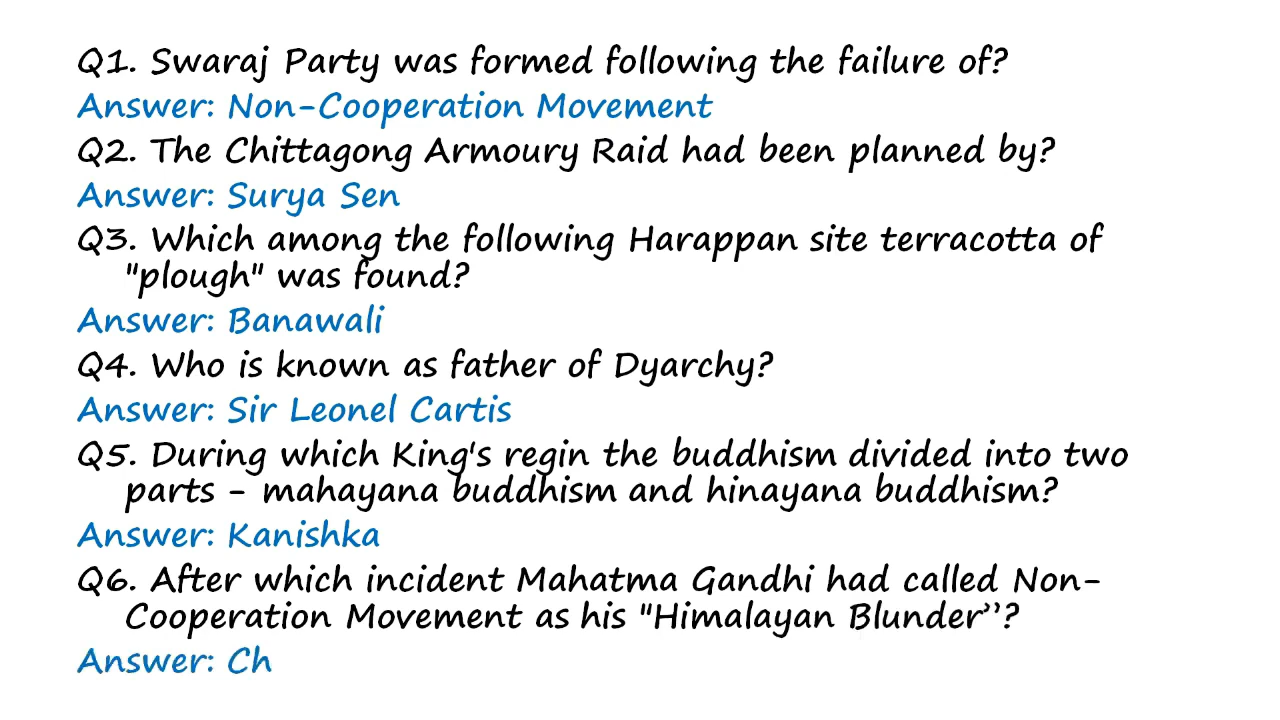 Q1. Swaraj Party was formed following the failure of?
Answer: Non-Cooperation Movement
Q2. The Chittagong Armoury Raid had been planned by?
Answer: Surya Sen
Q3. Which among the following Harappan site terracotta of
"plough" was found?
Answer: Banawali
Q4. Who is known as father of Dyarchy?
Answer: Sir Leonel Cartis
Q5. During which King's regin the buddhism divided into two
parts - mahayana buddhism and hinayana buddhism?
Answer: Kanishka
Q6. After which incident Mahatma Gandhi had called Non-
Cooperation Movement as his "Himalayan Blunder”?
Answer: Ch